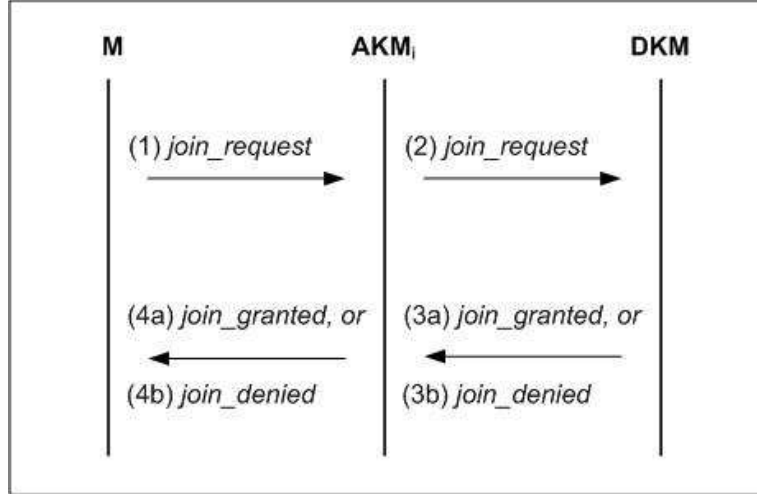 M AKMi DKM
(1) join_request (2) join_request
(4a) join_granted, or (3a) join_granted, or
(4b) join_denied (3b) join_denied